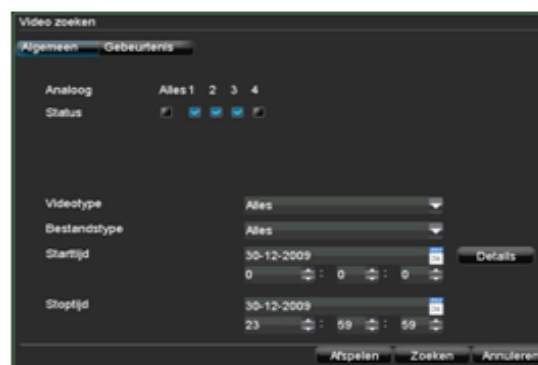 Video zoeken
Algemeen Gebeurtenis
Analoog Alles 1 2 3 4
Status
Videotype Alles
Bestandstype Alles
Starttijd 30-12-2009 Details
0 : 0 : 0
Stoptijd 30-12-2009
23 : 59 : 59
Afspelen Zoeken Annuleren